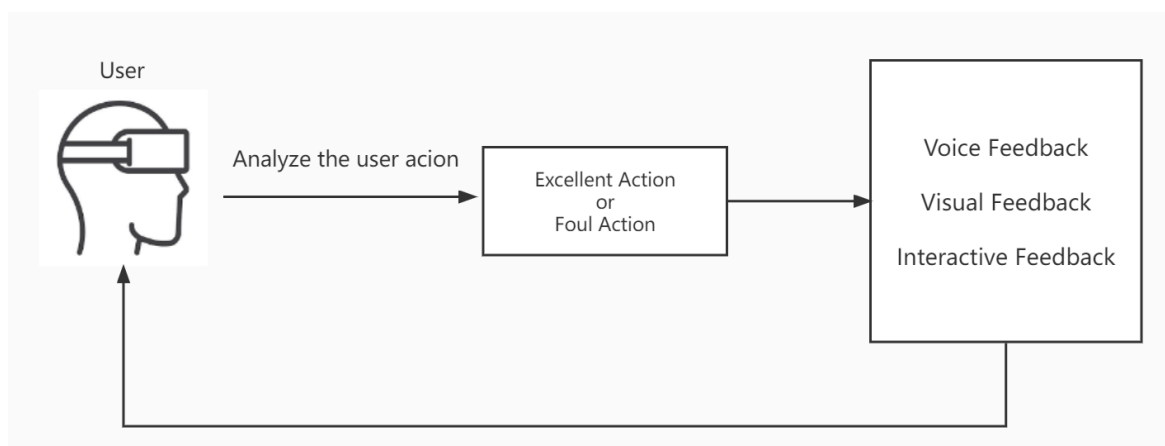 User
Analyze the user acion
Excellent Action
or
Foul Action
Voice Feedback
Visual Feedback
Interactive Feedback